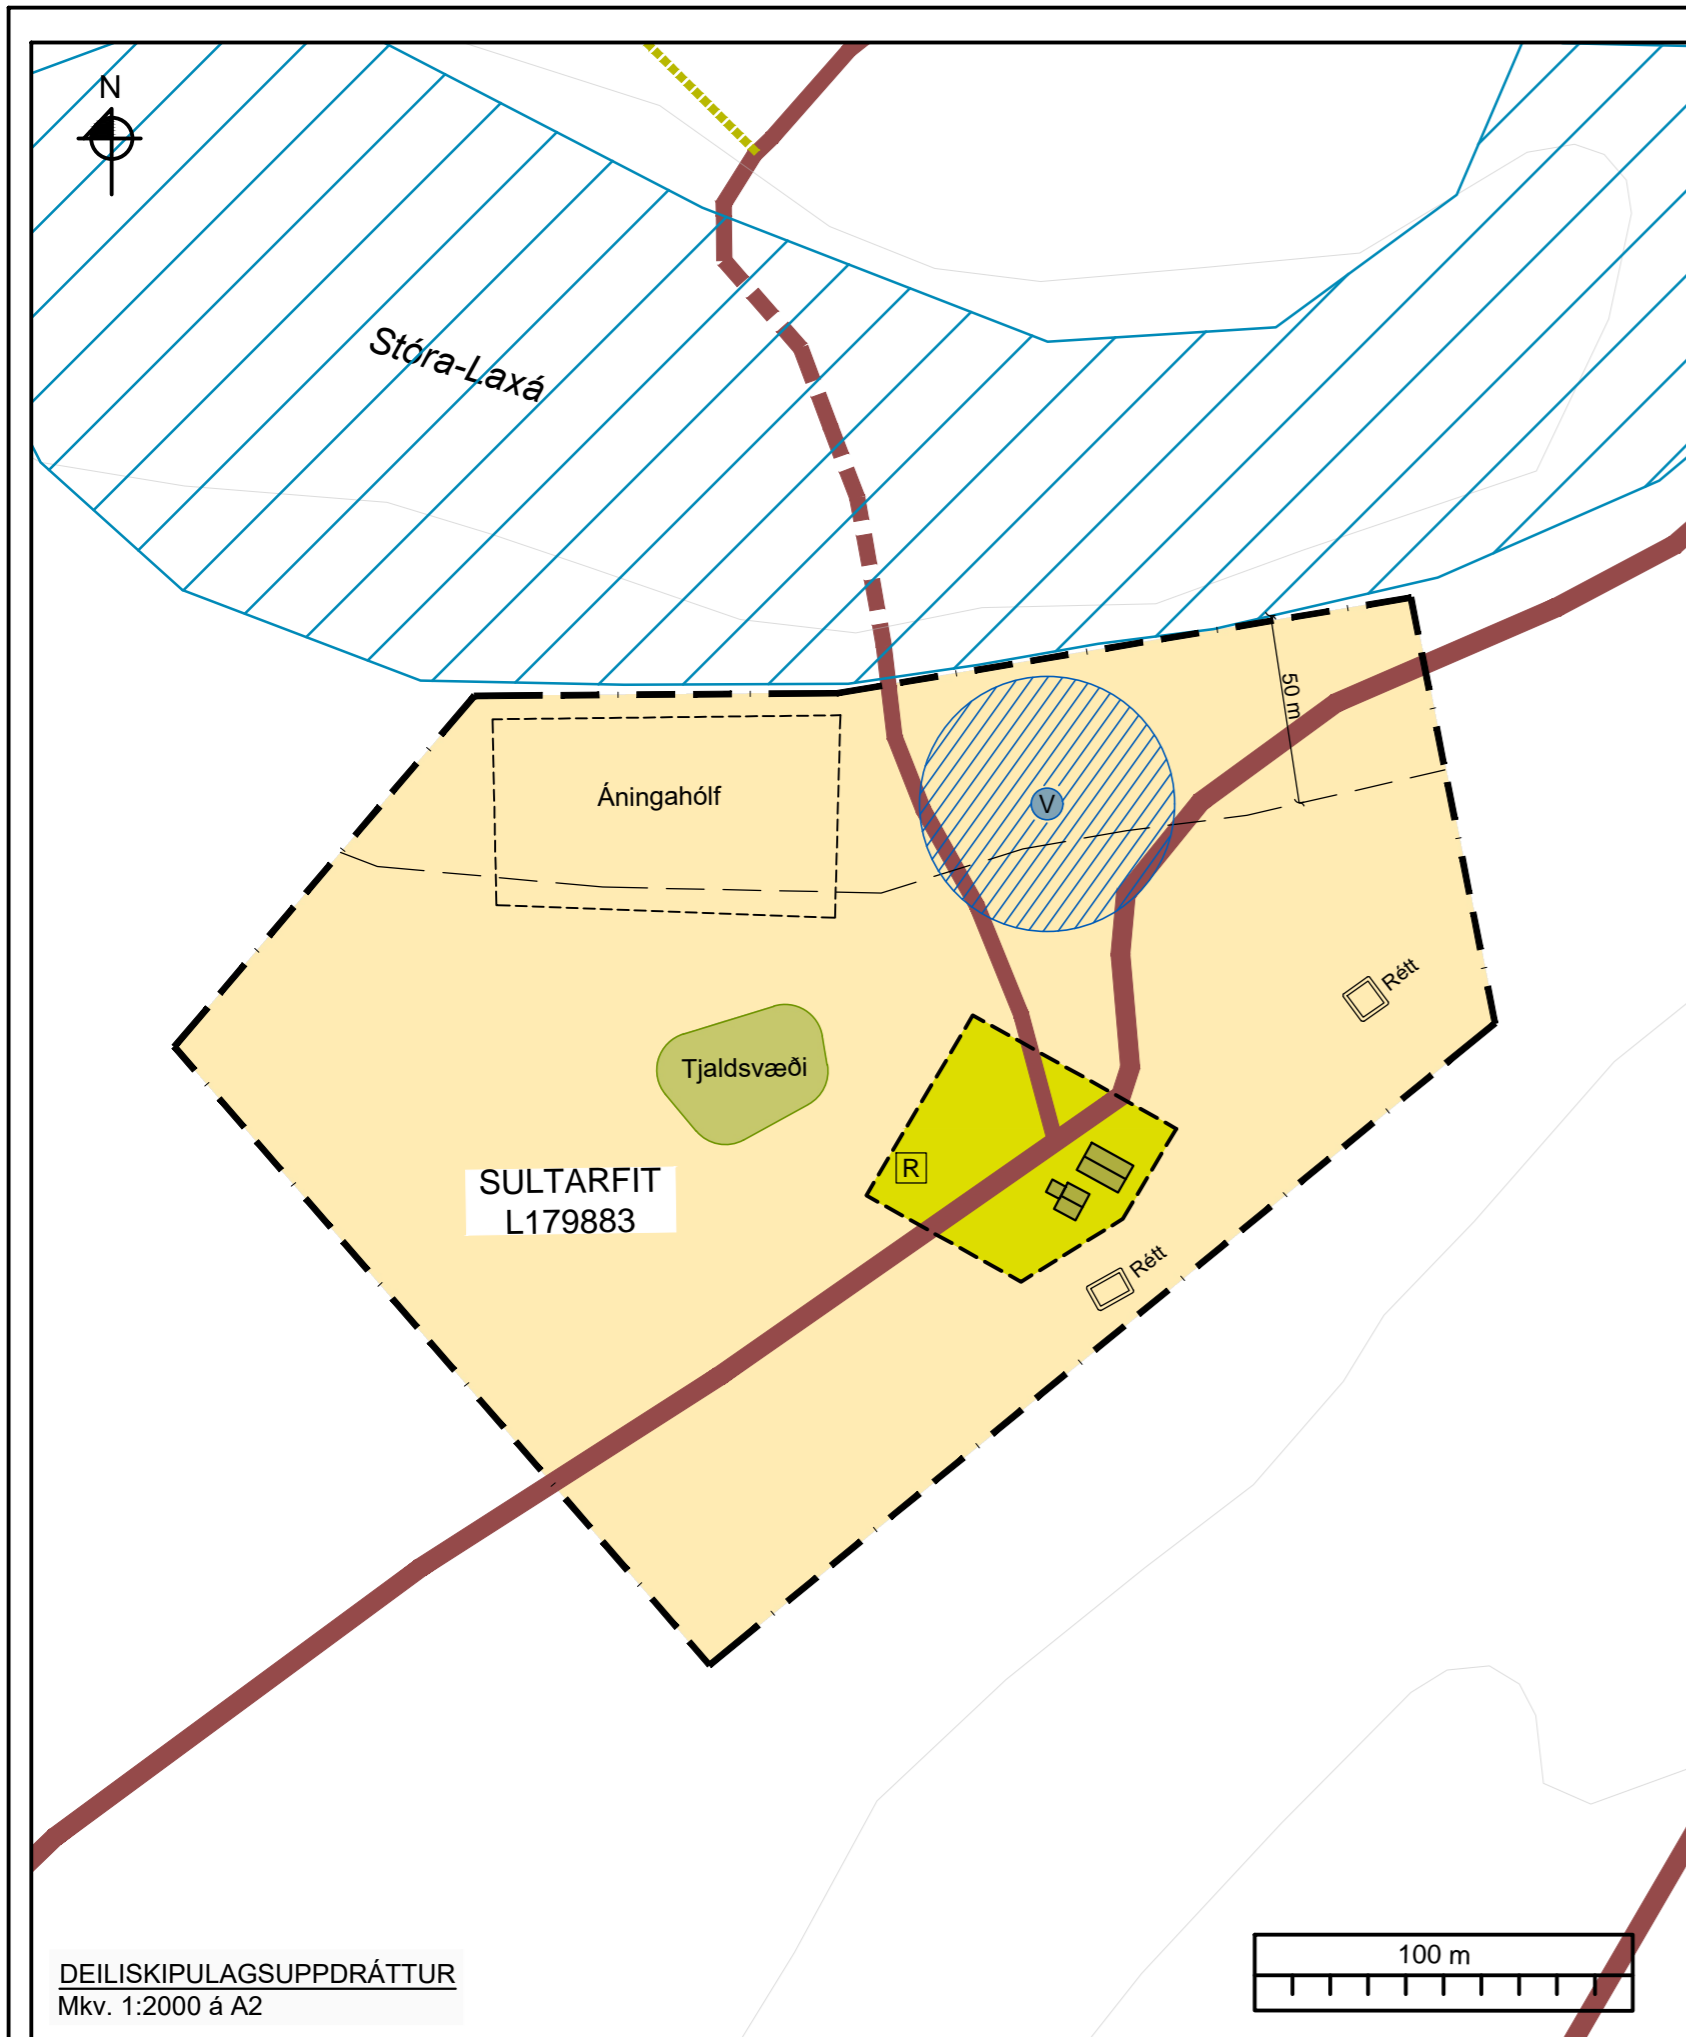 N
Stóra-Laxá
50 m
Áningahólf
V
Rétt
Tjaldsvæði
R
SULTARFIT
L179883
Rétt
100 m
DEILISKIPULAGSUPPDRÁTTUR
Mkv. 1:2000 á A2